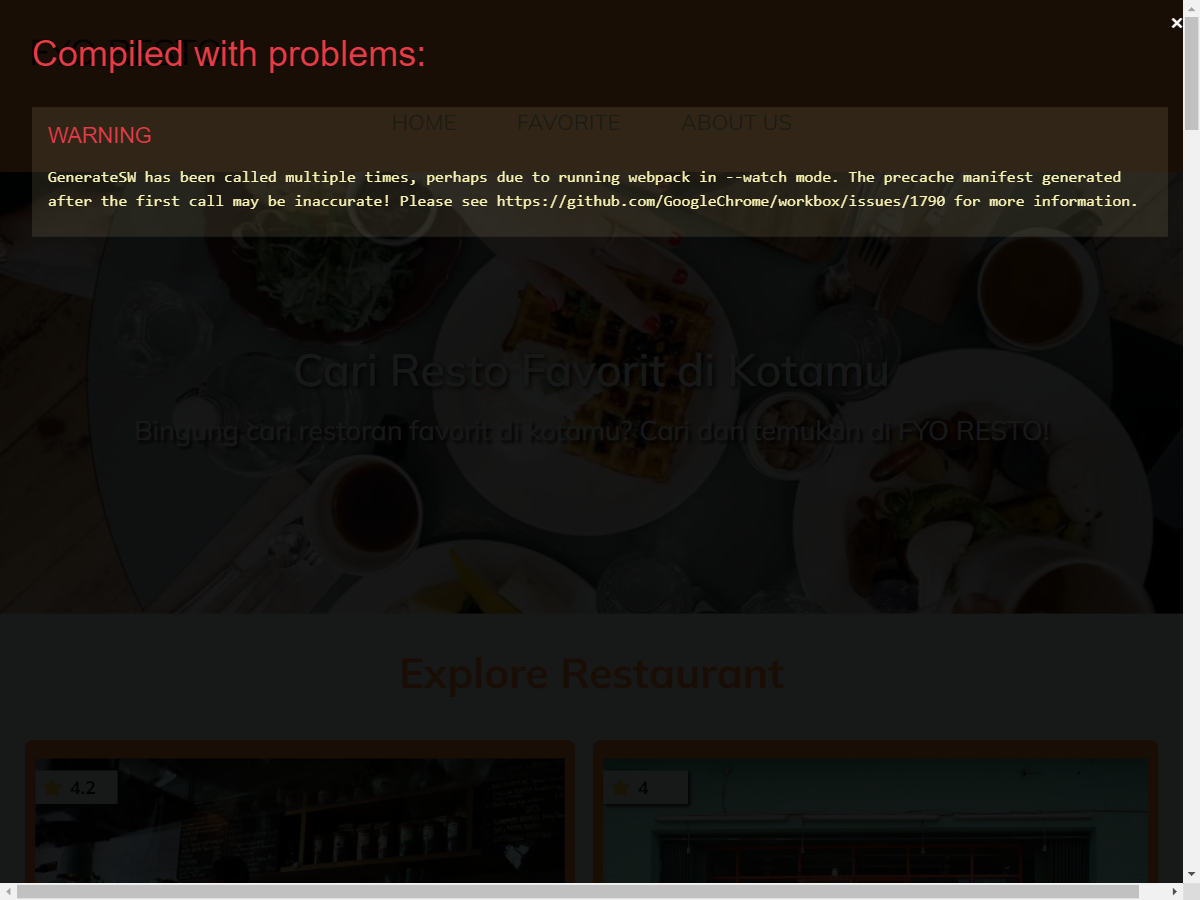 Compiled with problems:
×
HOME FAVORITE ABOUT US
WARNING
GenerateSW has been called multiple times, perhaps due to running webpack in --watch mode. The precache manifest generated
after the first call may be inaccurate! Please see https://github.com/GoogleChrome/workbox/issues/1790 for more information.
Cari Resto Favorit di Kotamu
Bingung cari restoran favorit di kotamu? Cari dan temukan di FYO RESTO!
Explore Restaurant
4.2
4